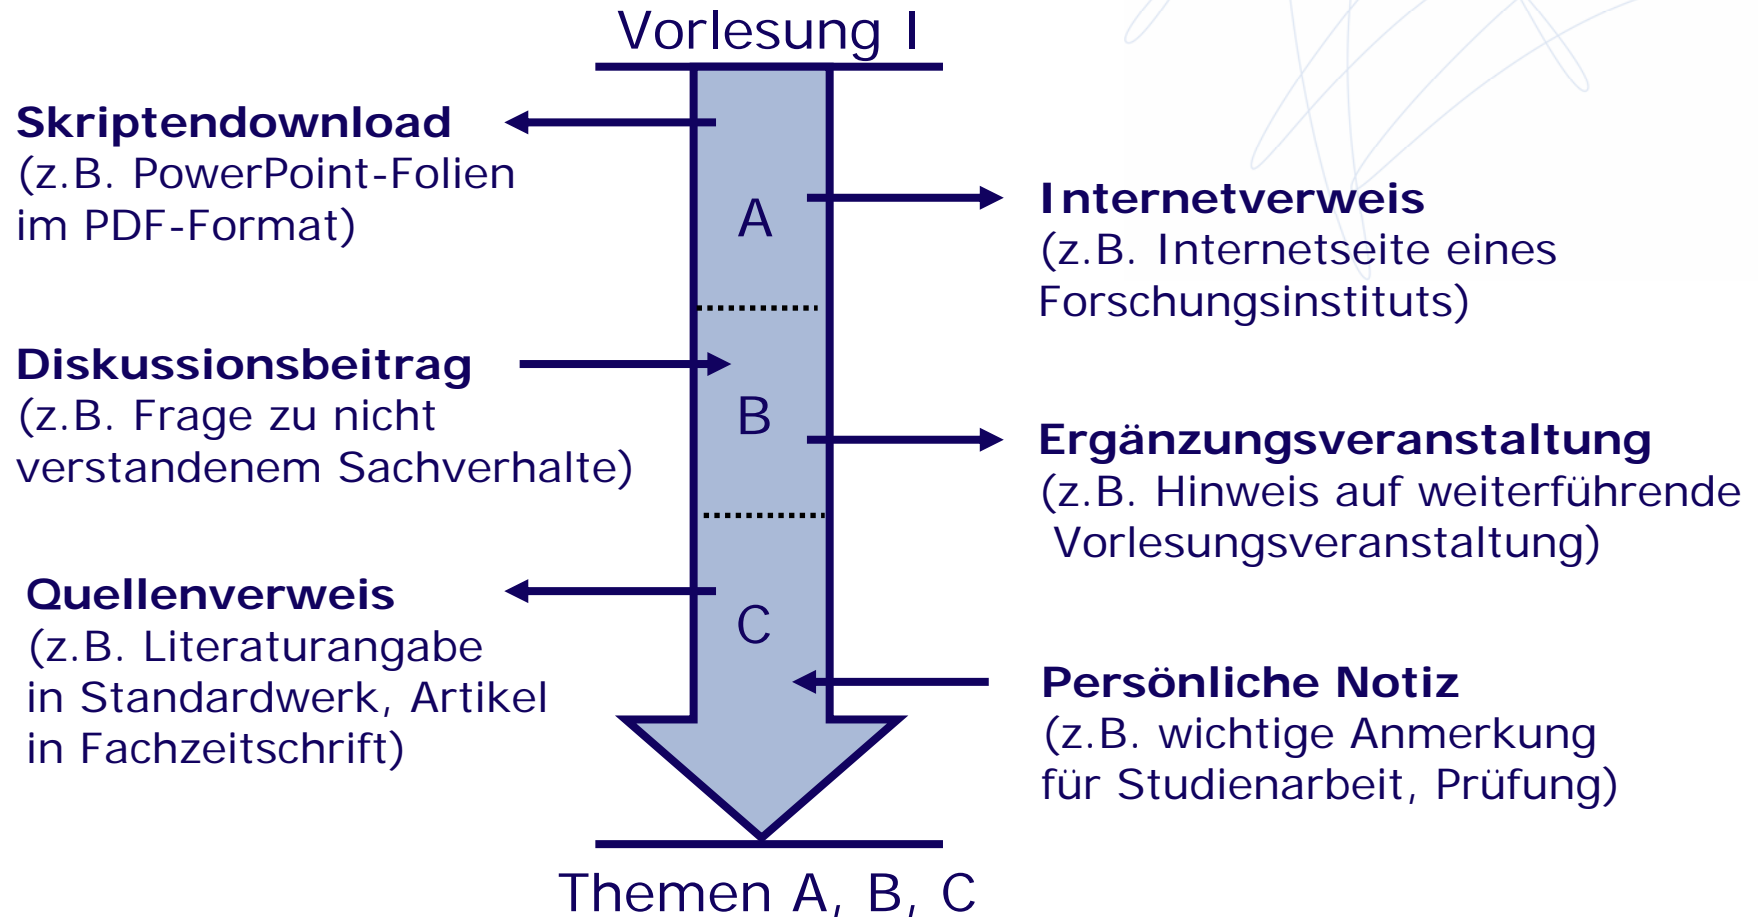 Vorlesung I
Skriptendownload
(z.B. PowerPoint-Folien
im PDF-Format)
A
Internetverweis
(z.B. Internetseite eines
Forschungsinstituts)
Diskussionsbeitrag
(z.B. Frage zu nicht
verstandenem Sachverhalte)
B
Ergänzungsveranstaltung
(z.B. Hinweis auf weiterführende
Vorlesungsveranstaltung)
Quellenverweis
(z.B. Literaturangabe
in Standardwerk, Artikel
in Fachzeitschrift)
C
Persönliche Notiz
(z.B. wichtige Anmerkung
für Studienarbeit, Prüfung)
Themen A, B, C